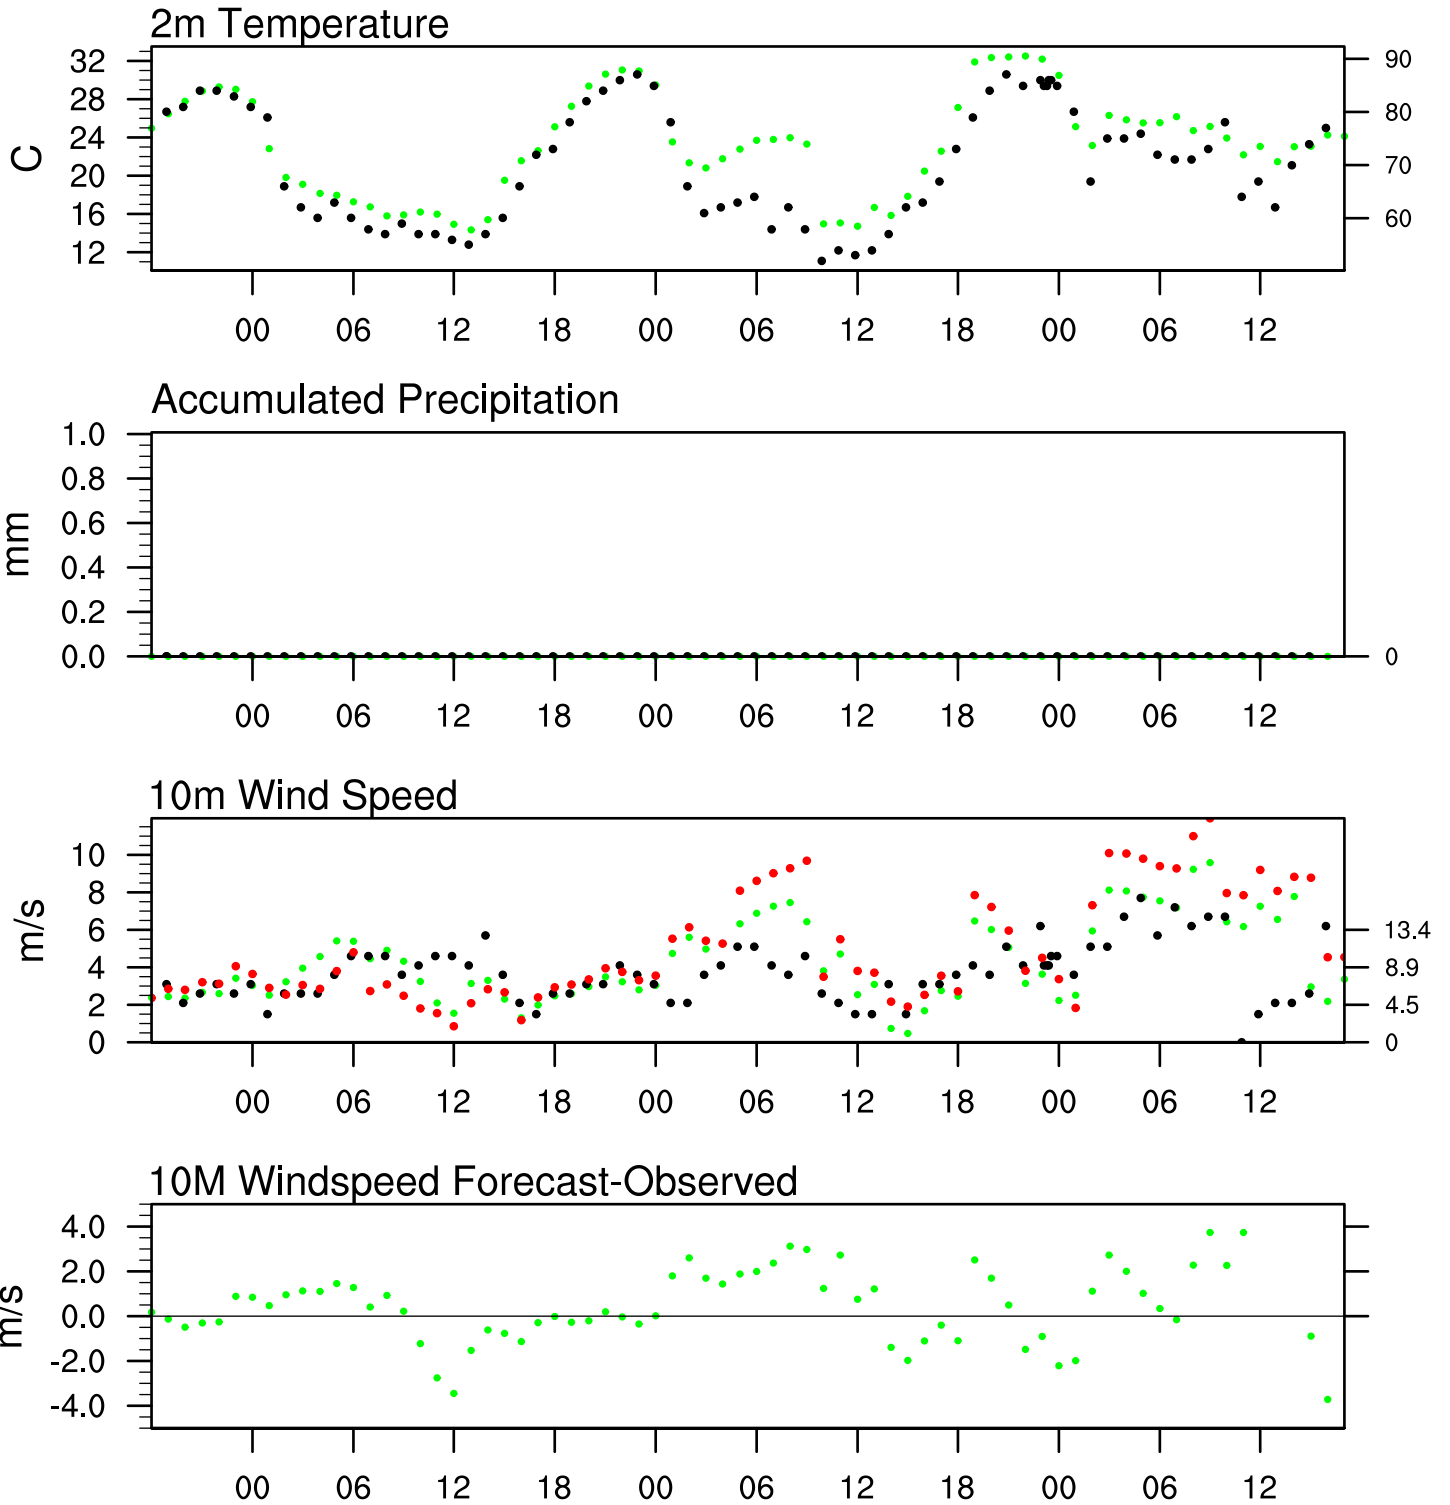 2m Temperature
32
28
24
20
16
12
C
90
80
70
60
00 06 12 18 00 06 12 18 00 06 12
Accumulated Precipitation
1.0
0.8
0.6
0.4
0.2
0.0
mm
0
00 06 12 18 00 06 12 18 00 06 12
10m Wind Speed
10
8
6
4
2
0
m/s
13.4
8.9
4.5
0
00 06 12 18 00 06 12 18 00 06 12
10M Windspeed Forecast-Observed
4.0
2.0
0.0
-2.0
-4.0
m/s
00 06 12 18 00 06 12 18 00 06 12